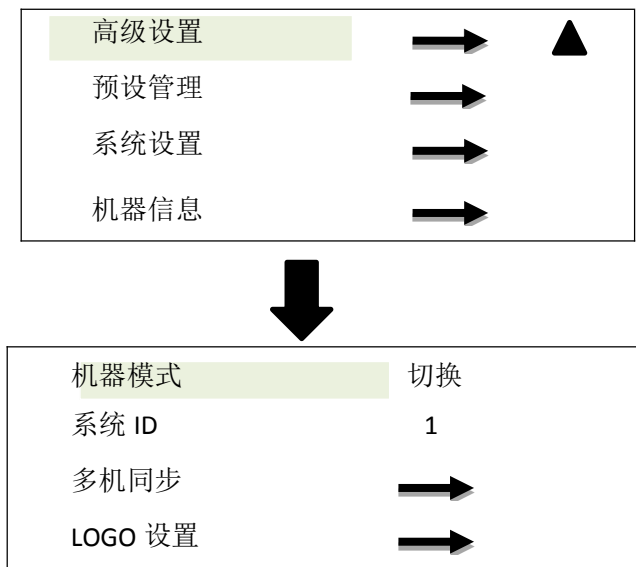 高级设置
预设管理
系统设置
机器信息
机器模式 切换
系统 ID 1
多机同步
LOGO 设置